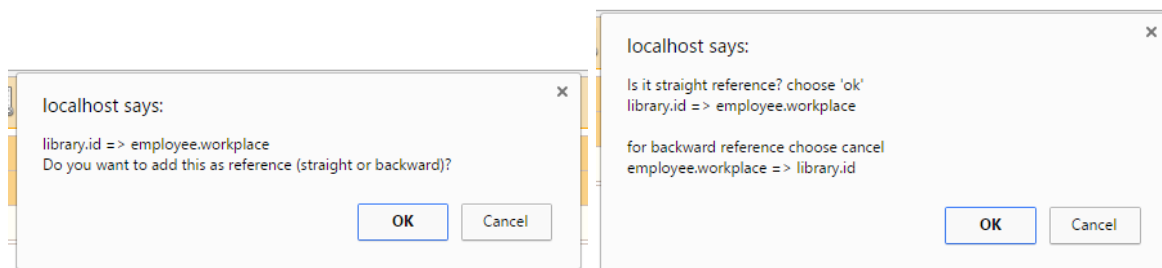 localhost says:
library.id => employee.workplace
Do you want to add this as reference (straight or backward)?
OK
Cancel
localhost says:
Is it straight reference? choose 'ok'
library.id => employee.workplace
for backward reference choose cancel
employee.workplace => library.id
OK
Cancel